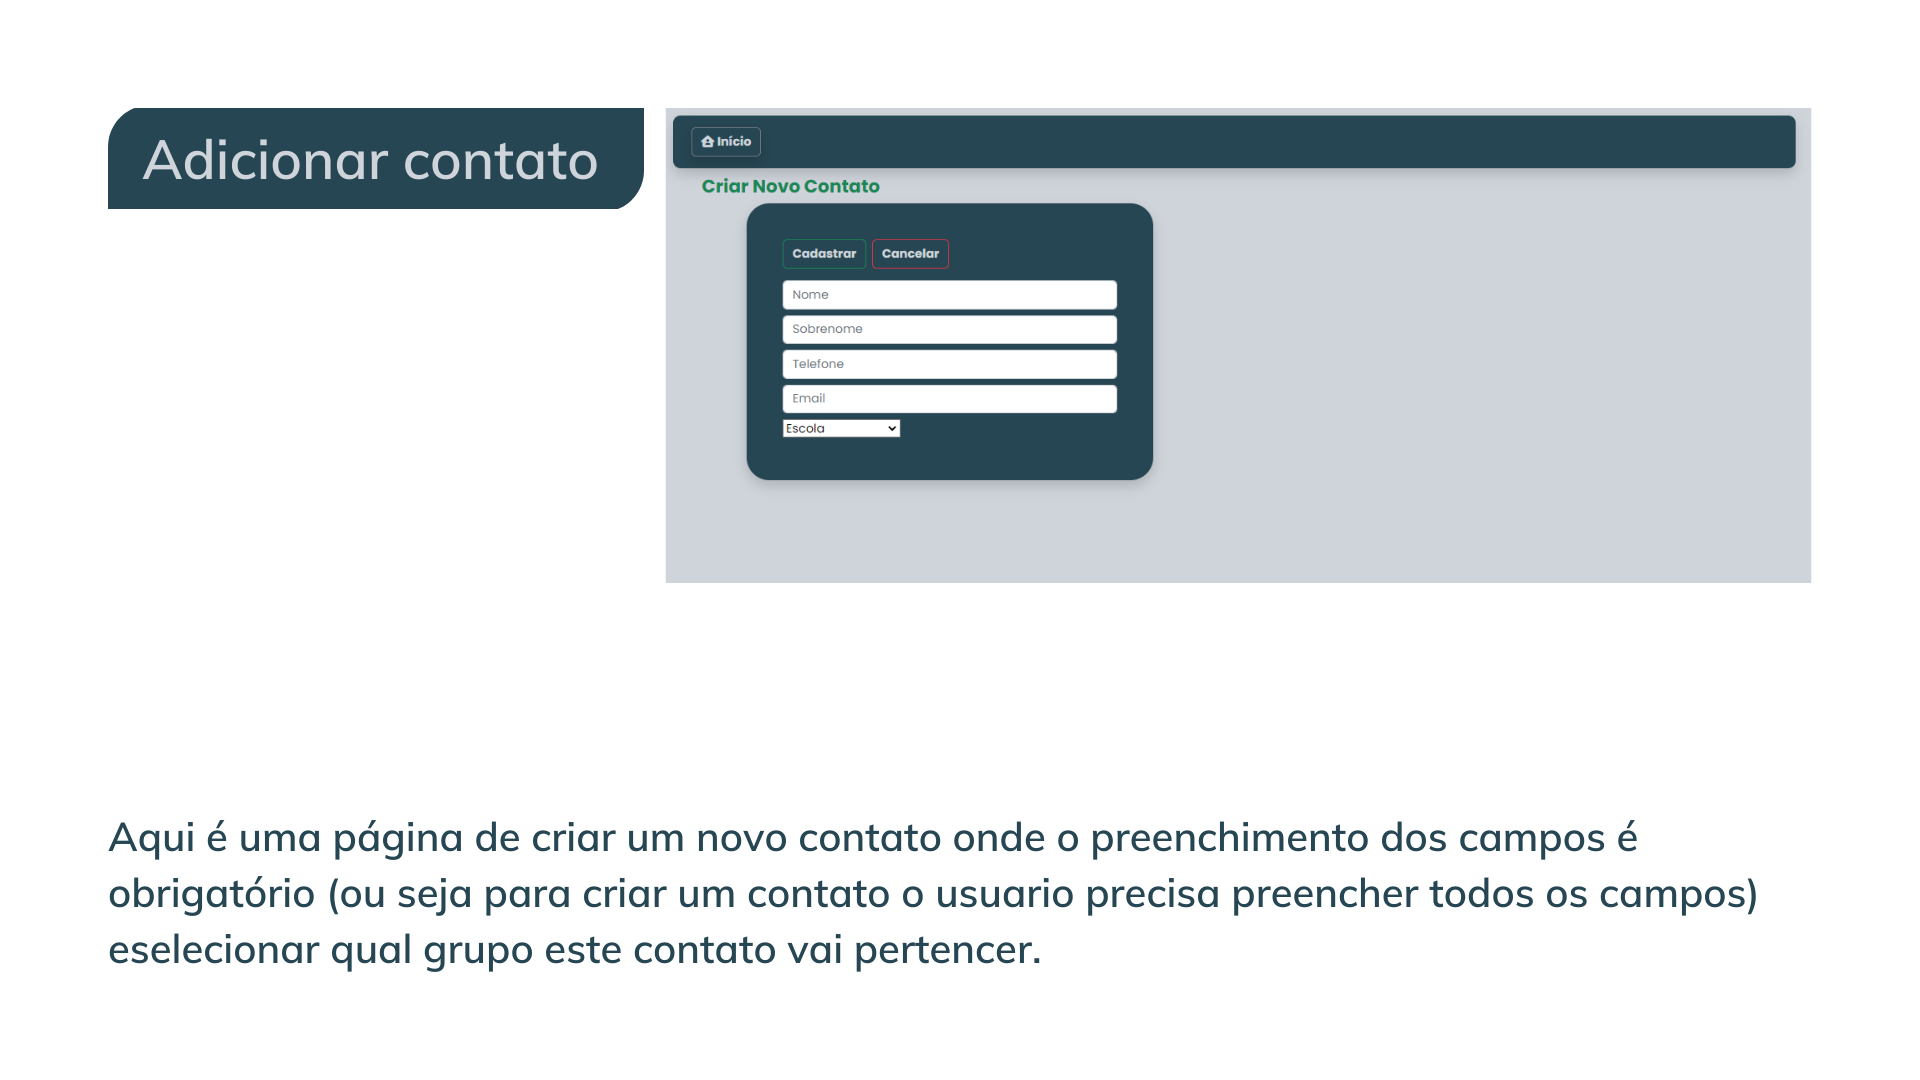 Adicionar contato
Início
Criar Novo Contato
Cadastrar Cancelar
Nome
Sobrenome
Telefone
Email
Escola
Aqui é uma página de criar um novo contato onde o preenchimento dos campos é
obrigatório (ou seja para criar um contato o usuario precisa preencher todos os campos)
eselecionar qual grupo este contato vai pertencer.